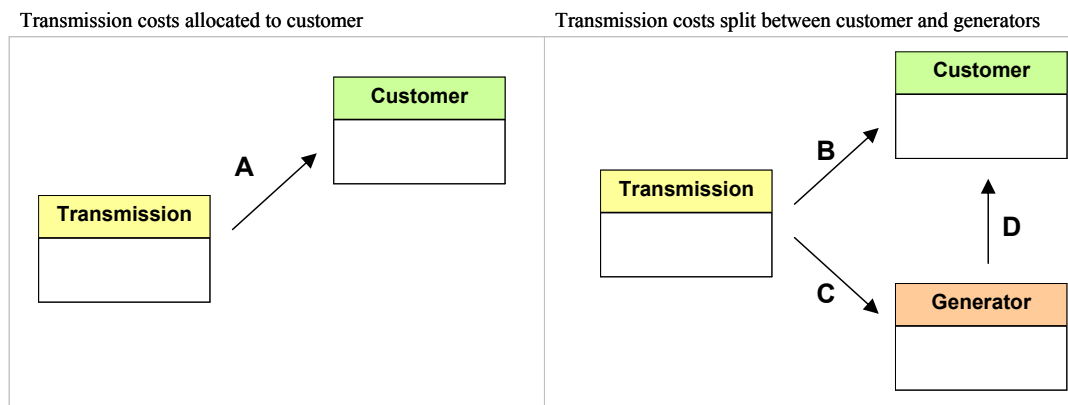 Transmission costs allocated to customer
Customer
A
Transmission
Transmission costs split between customer and generators
Customer
B
Transmission
D
C
Generator